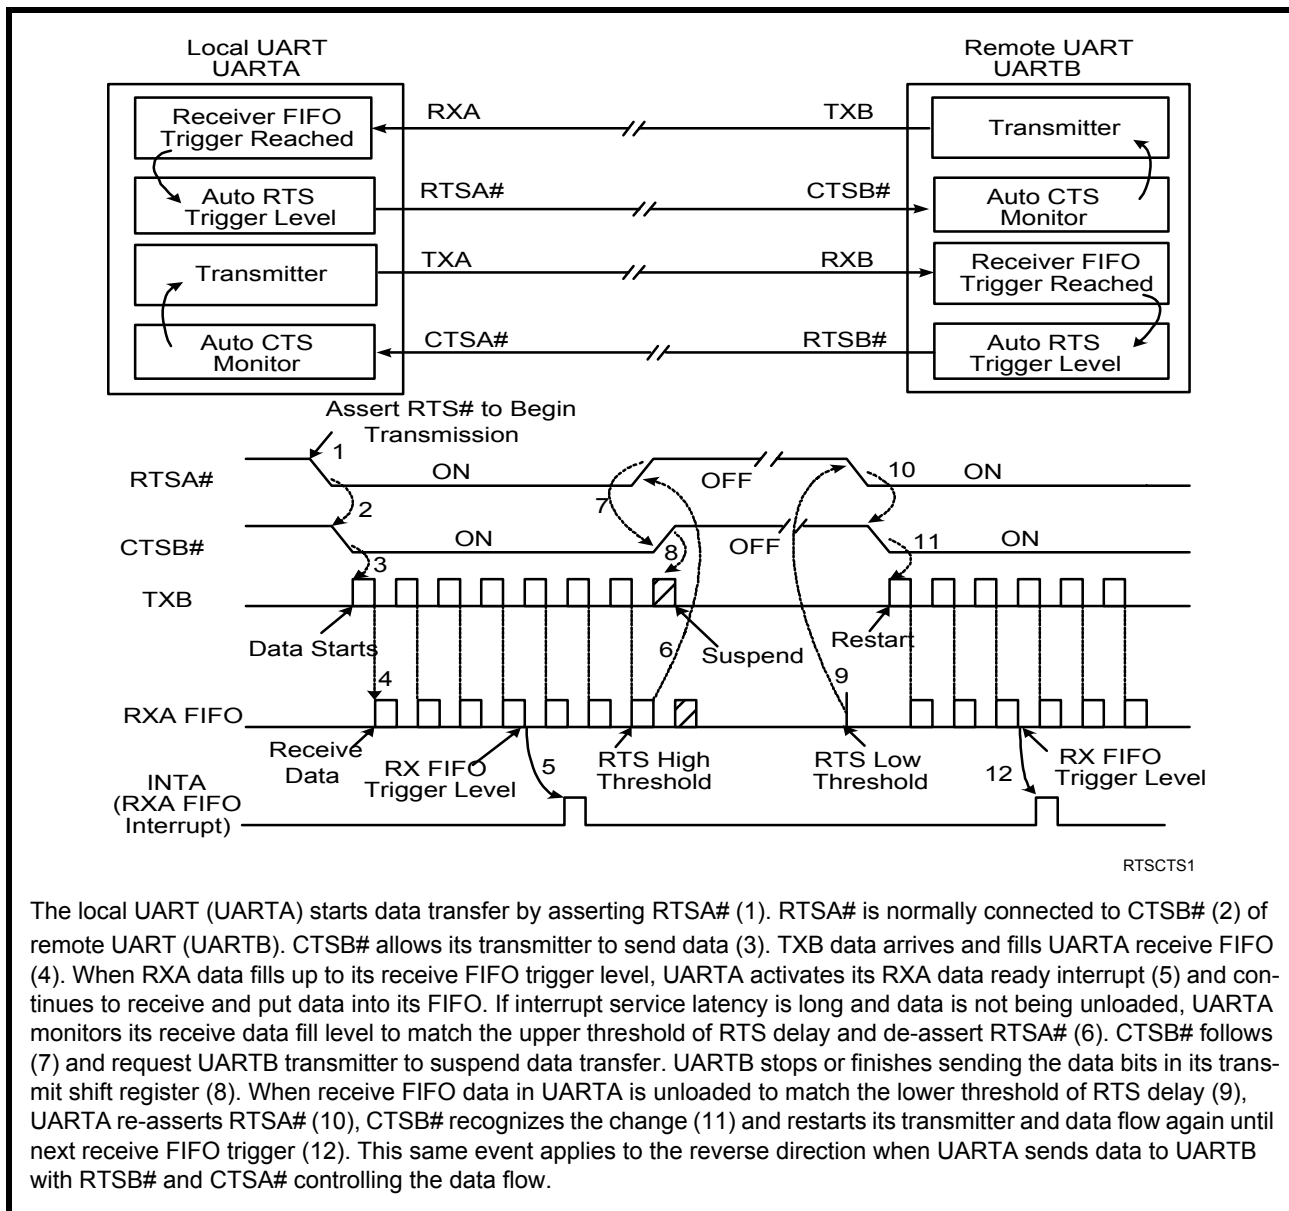 Local UART
UARTA
Remote UART
UARTB
Receiver FIFO
Trigger Reached
RXA
TXB
Transmitter
Auto RTS
Trigger Level
RTSA#
CTSB#
Auto CTS
Monitor
Transmitter
TXA
RXB
Receiver FIFO
Trigger Reached
Auto CTS
Monitor
CTSA#
RTSB#
Auto RTS
Trigger Level
Assert RTS# to Begin
Transmission
1
RTSA#
ON
OFF
10
ON
2
7
CTSB#
ON
8
OFF
11
ON
3
TXB
Data Starts
6
Suspend
Restart
4
9
RXA FIFO
Receive
Data
RX FIFO
Trigger Level
5
RTS High
Threshold
RTS Low
Threshold
12
RX FIFO
Trigger Level
INTA
(RXA FIFO
Interrupt)
RTSCTS1
The local UART (UARTA) starts data transfer by asserting RTSA# (1). RTSA# is normally connected to CTSB# (2) of
remote UART (UARTB). CTSB# allows its transmitter to send data (3). TXB data arrives and fills UARTA receive FIFO
(4). When RXA data fills up to its receive FIFO trigger level, UARTA activates its RXA data ready interrupt (5) and con-
tinues to receive and put data into its FIFO. If interrupt service latency is long and data is not being unloaded, UARTA
monitors its receive data fill level to match the upper threshold of RTS delay and de-assert RTSA# (6). CTSB# follows
(7) and request UARTB transmitter to suspend data transfer. UARTB stops or finishes sending the data bits in its trans-
mit shift register (8). When receive FIFO data in UARTA is unloaded to match the lower threshold of RTS delay (9),
UARTA re-asserts RTSA# (10), CTSB# recognizes the change (11) and restarts its transmitter and data flow again until
next receive FIFO trigger (12). This same event applies to the reverse direction when UARTA sends data to UARTB
with RTSB# and CTSA# controlling the data flow.